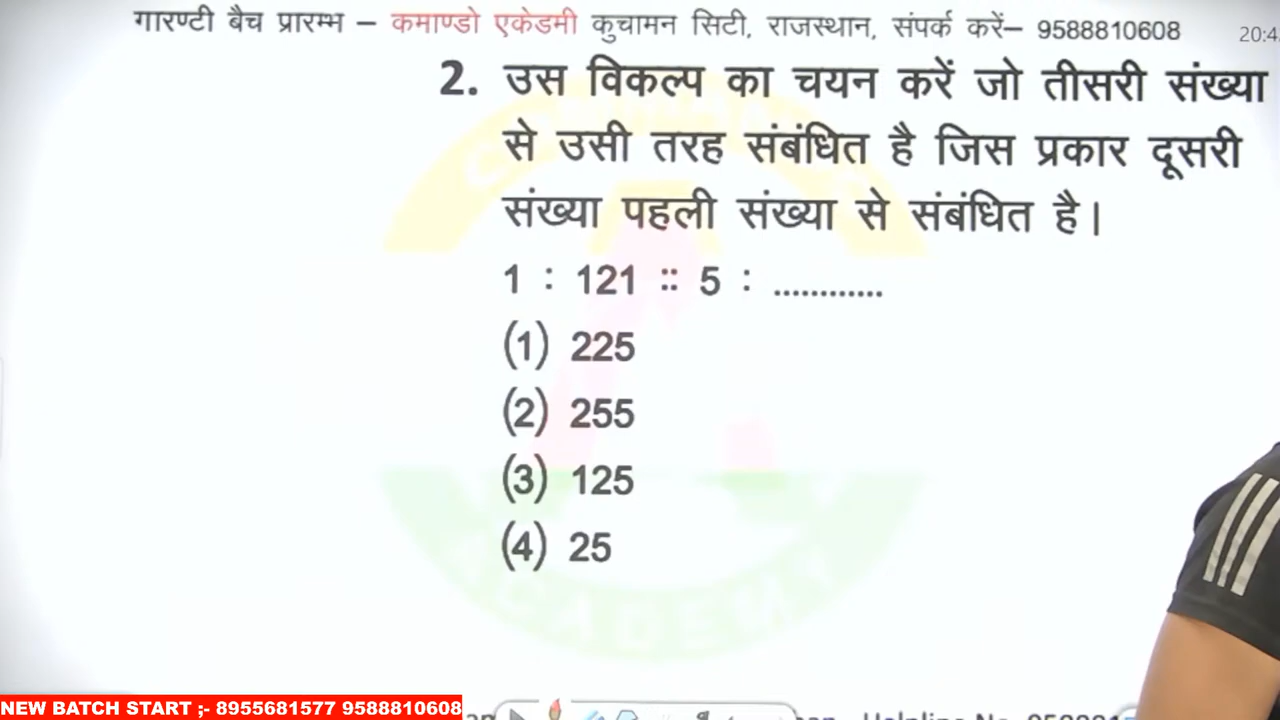 गारण्टी बैच प्रारम्भ – कमाण्डो एकेडमी कुचामन सिटी, राजस्थान, संपर्क करें– 9588810608
2. उस विकल्प का चयन करें जो तीसरी संख्या
से उसी तरह संबंधित है जिस प्रकार दूसरी
संख्या पहली संख्या से संबंधित है।
1 : 121 :: 5 : ............
(1) 225
(2) 255
(3) 125
(4) 25
ACADEMY
NEW BATCH START ;- 8955681577 9588810608